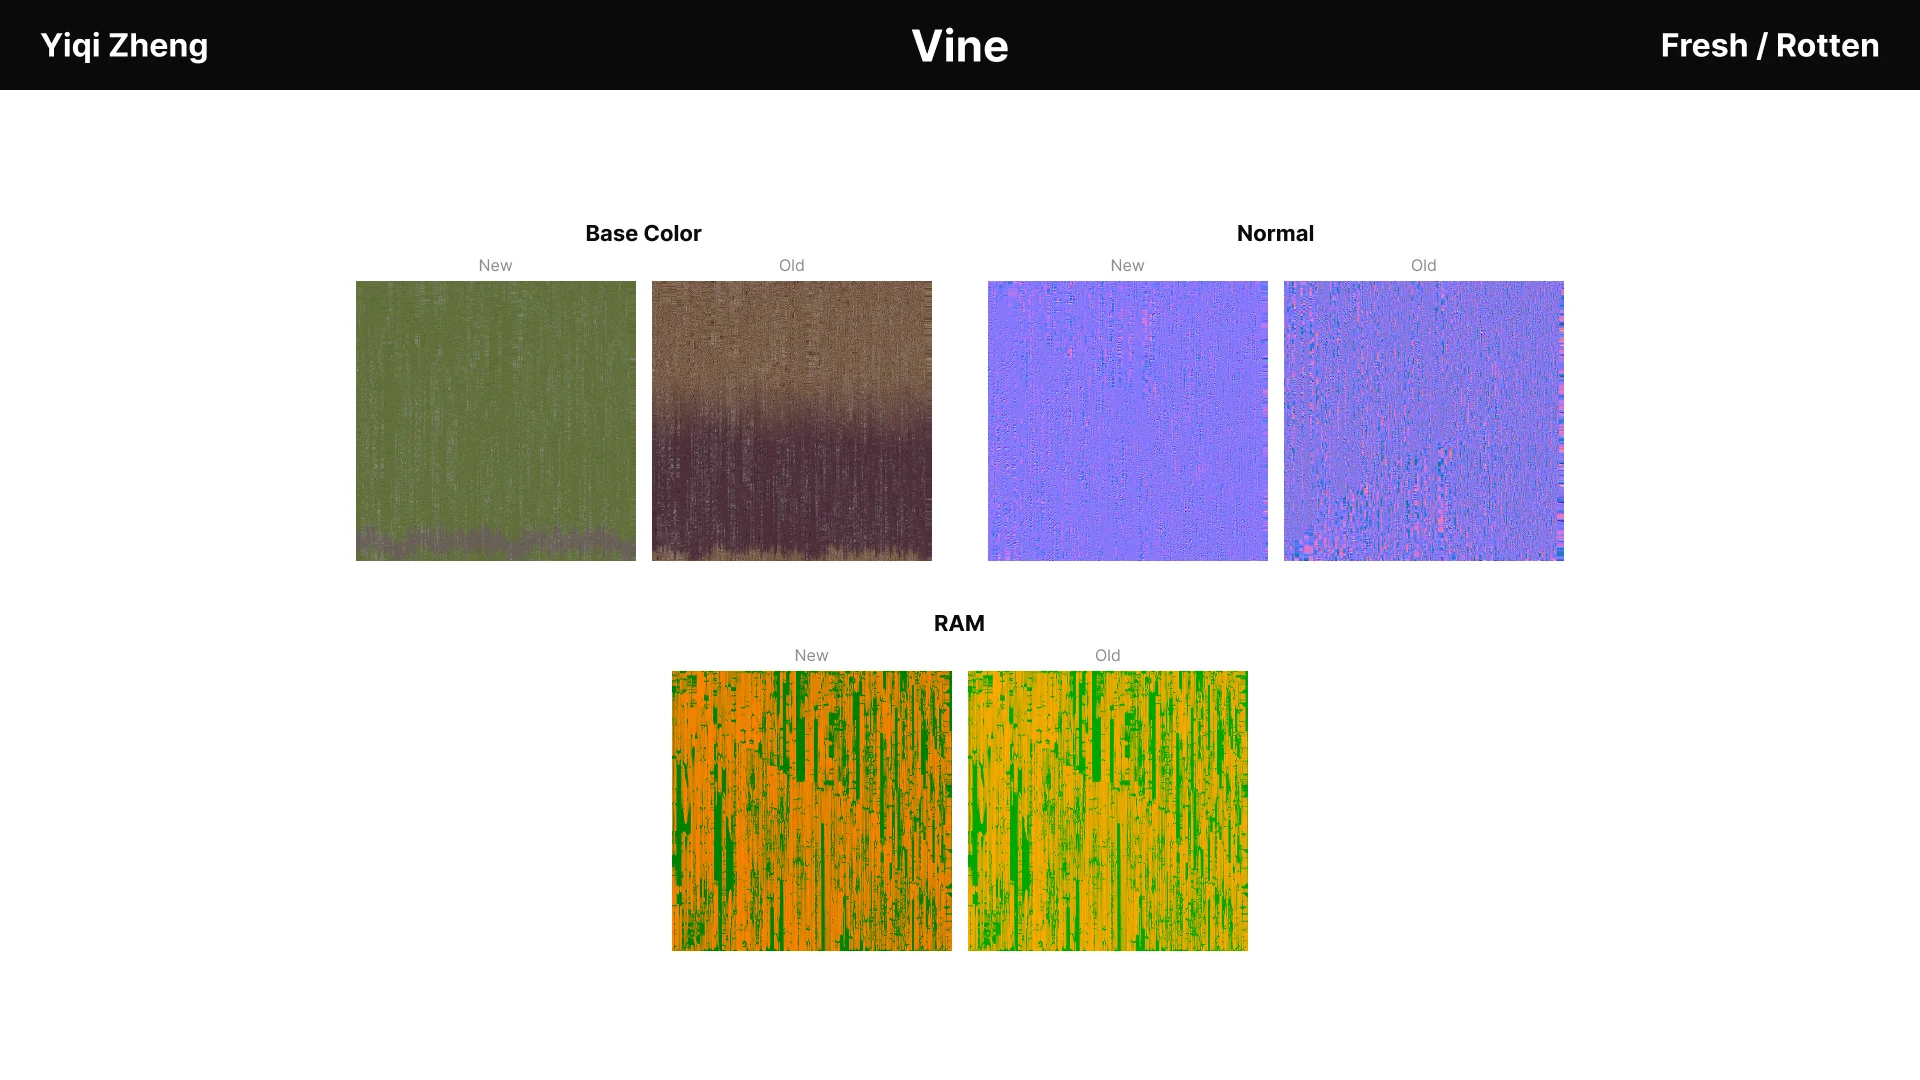 Yiqi Zheng
Vine
Fresh / Rotten
Base Color
New
Old
Normal
New
Old
RAM
New
Old